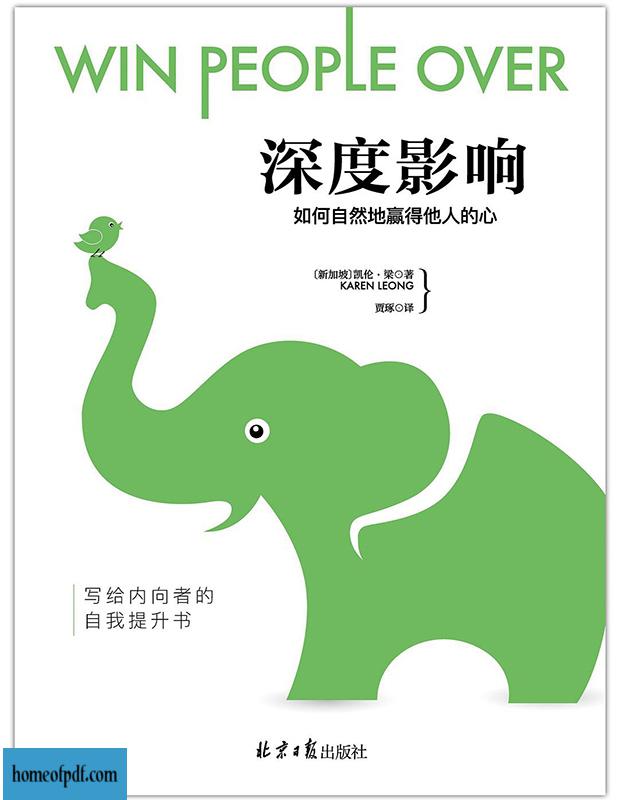 WIN PEOPLE OVER
深度影响
如何自然地赢得他人的心
〔新加坡〕凯伦·梁⊙著
KAREN LEONG
贾琢⊙译
写给内向者的
自我提升书
北京日报出版社
homeofpdf.com